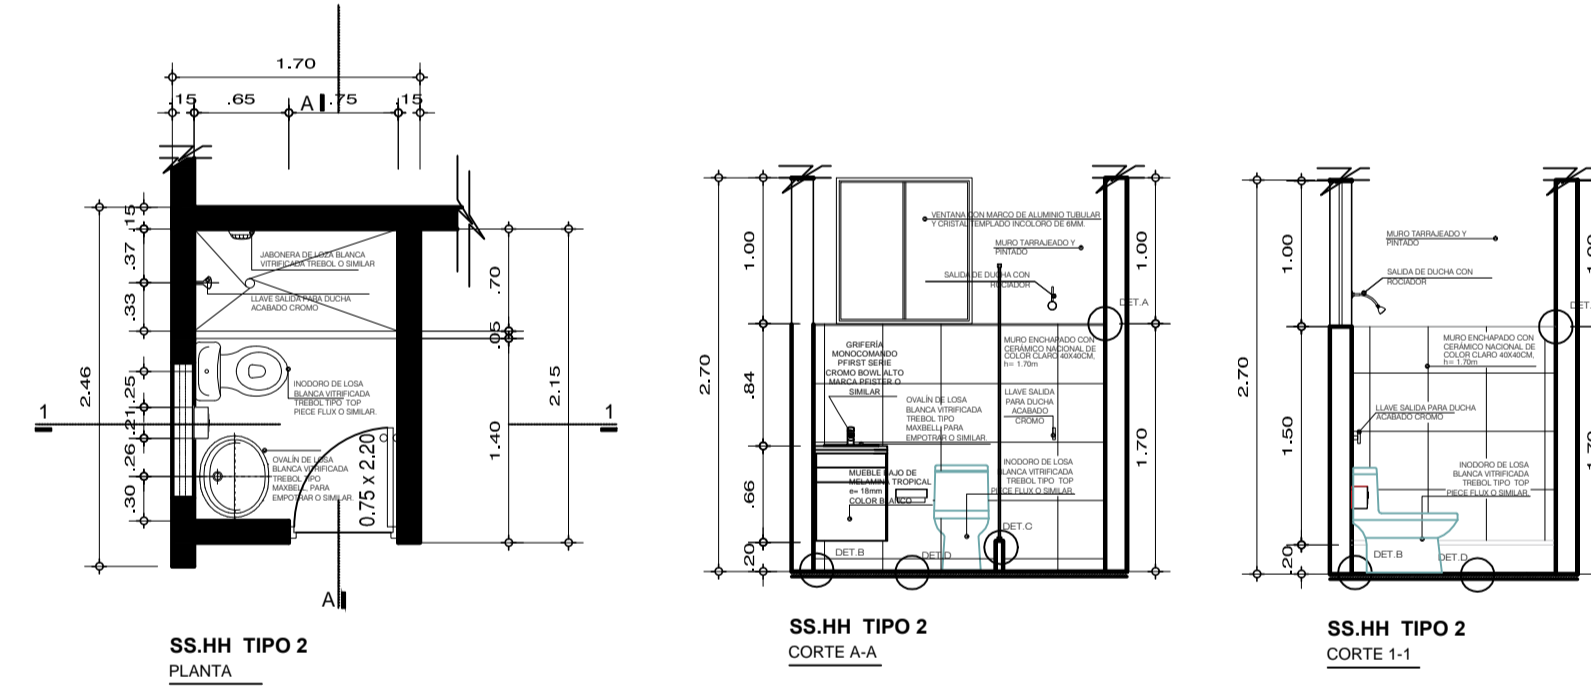 1.70
.15
.65
A
.75
.15
.15
.37
.33
.25
.21
.26
.30
2.46
.70
.05
1.40
2.15
JABONERA DE LOZA BLANCA
VITRIFICADA TREBOL O SIMILAR
LLAVE SALIDA PARA DUCHA
ACABADO CROMO
INODORO DE LOSA
BLANCA VITRIFICADA
TREBOL TIPO TOP
PIECE FLUX O SIMILAR.
OVALÍN DE LOSA
BLANCA VITRIFICADA
TREBOL TIPO
MAXBELL PARA
EMPOTRAR O SIMILAR.
0.75 x 2.20
1
1
A
SS.HH TIPO 2
PLANTA
2.70
1.00
.84
.66
.20
1.00
1.70
VENTANA CON MARCO DE ALUMINIO TUBULAR
Y CRISTAL TEMPLADO INCOLORO DE 6MM.
MURO TARRAJEADO Y
PINTADO
SALIDA DE DUCHA CON
ROCIADOR
DET.A
GRIFERÍA
MONOCOMANDO
PFIRST SERIE
CROMO BOWL ALTO
MARCA PFISTER O
SIMILAR
MURO ENCHAPADO CON
CERÁMICO NACIONAL DE
COLOR CLARO 40X40CM,
h= 1.70m
OVALÍN DE LOSA
BLANCA VITRIFICADA
TREBOL TIPO
MAXBELL PARA
EMPOTRAR O SIMILAR.
LLAVE SALIDA
PARA DUCHA
ACABADO
CROMO
MUEBLE BAJO DE
MELAMINA TROPICAL
e= 18mm
COLOR BLANCO
INODORO DE LOSA
BLANCA VITRIFICADA
TREBOL TIPO TOP
PIECE FLUX O SIMILAR.
DET.C
DET.B
DET.D
SS.HH TIPO 2
CORTE A-A
2.70
1.00
1.50
.20
1.00
1.70
MURO TARRAJEADO Y
PINTADO
SALIDA DE DUCHA CON
ROCIADOR
DET.
MURO ENCHAPADO CON
CERÁMICO NACIONAL DE
COLOR CLARO 40X40CM,
h= 1.70m
LLAVE SALIDA PARA DUCHA
ACABADO CROMO
INODORO DE LOSA
BLANCA VITRIFICADA
TREBOL TIPO TOP
PIECE FLUX O SIMILAR.
DET.B
DET.D
SS.HH TIPO 2
CORTE 1-1